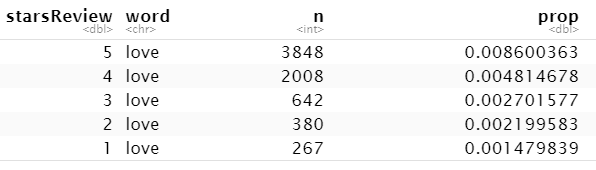 starsReview word n prop
<dbl> <chr> <int> <dbl>
5 love 3848 0.008600363
4 love 2008 0.004814678
3 love 642 0.002701577
2 love 380 0.002199583
1 love 267 0.001479839